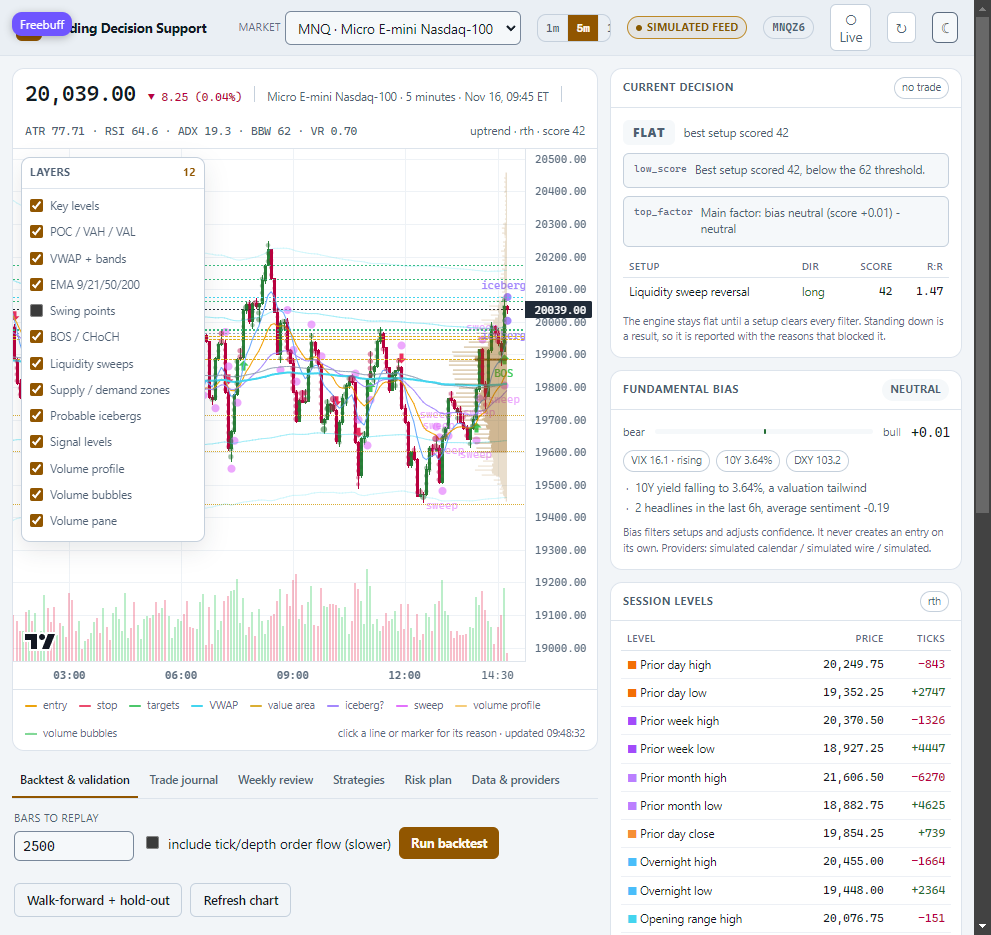 Freebuff
ding Decision Support
MARKET
MNQ · Micro E-mini Nasdaq-100
1m
5m
SIMULATED FEED
MNQZ6
Live
20,039.00 ▼ 8.25 (0.04%) Micro E-mini Nasdaq-100 · 5 minutes · Nov 16, 09:45 ET
ATR 77.71 · RSI 64.6 · ADX 19.3 · BBW 62 · VR 0.70
uptrend · rth · score 42
LAYERS 12
Key levels
POC / VAH / VAL
VWAP + bands
EMA 9/21/50/200
Swing points
BOS / CHoCH
Liquidity sweeps
Supply / demand zones
Probable icebergs
Signal levels
Volume profile
Volume bubbles
Volume pane
iceberg
BOS
sweep
sweep
sweep
20500.00
20400.00
20300.00
20200.00
20100.00
20039.00
20000.00
19900.00
19800.00
19700.00
19600.00
19500.00
19400.00
19300.00
19200.00
19100.00
19000.00
03:00 06:00 09:00 12:00 14:30
entry stop targets VWAP value area iceberg? sweep volume profile
volume bubbles
click a line or marker for its reason · updated 09:48:32
Backtest & validation Trade journal Weekly review Strategies Risk plan Data & providers
BARS TO REPLAY
2500
include tick/depth order flow (slower)
Run backtest
Walk-forward + hold-out
Refresh chart
CURRENT DECISION
no trade
FLAT best setup scored 42
low_score Best setup scored 42, below the 62 threshold.
top_factor Main factor: bias neutral (score +0.01) -
neutral
SETUP DIR SCORE R:R
Liquidity sweep reversal long 42 1.47
The engine stays flat until a setup clears every filter. Standing down is
a result, so it is reported with the reasons that blocked it.
FUNDAMENTAL BIAS
NEUTRAL
bear bull +0.01
VIX 16.1 · rising
10Y 3.64%
DXY 103.2
· 10Y yield falling to 3.64%, a valuation tailwind
· 2 headlines in the last 6h, average sentiment -0.19
Bias filters setups and adjusts confidence. It never creates an entry on
its own. Providers: simulated calendar / simulated wire / simulated.
SESSION LEVELS
rth
LEVEL PRICE TICKS
Prior day high 20,249.75 −843
Prior day low 19,352.25 +2747
Prior week high 20,370.50 −1326
Prior week low 18,927.25 +4447
Prior month high 21,606.50 −6270
Prior month low 18,882.75 +4625
Prior day close 19,854.25 +739
Overnight high 20,455.00 −1664
Overnight low 19,448.00 +2364
Opening range high 20,076.75 −151